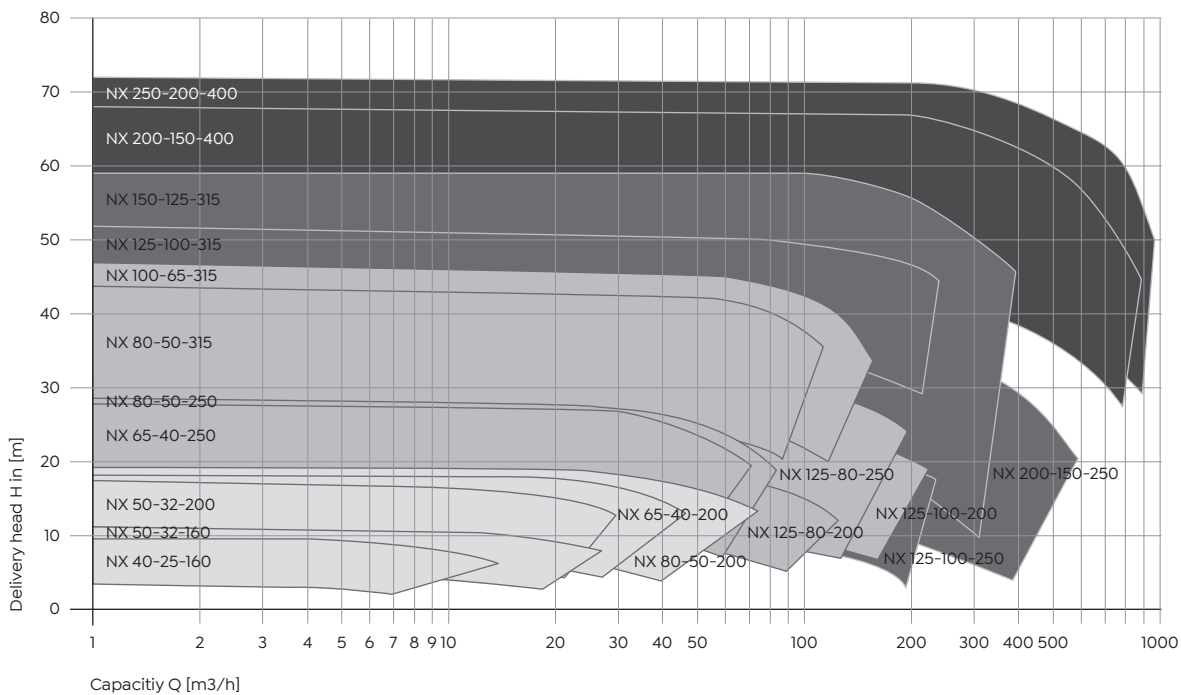 80
70
60
50
40
30
20
10
0
Delivery head H in [m]
NX 250-200-400
NX 200-150-400
NX 150-125-315
NX 125-100-315
NX 100-65-315
NX 80-50-315
NX 80-50-250
NX 65-40-250
NX 125-80-250
NX 200-150-250
NX 50-32-200
NX 65-40-200
NX 125-100-200
NX 50-32-160
NX 125-80-200
NX 40-25-160
NX 80-50-200
NX 125-100-250
1 2 3 4 5 6 7 8 9 10 20 30 40 50 100 200 300 400 500 1000
Capacitiy Q [m3/h]